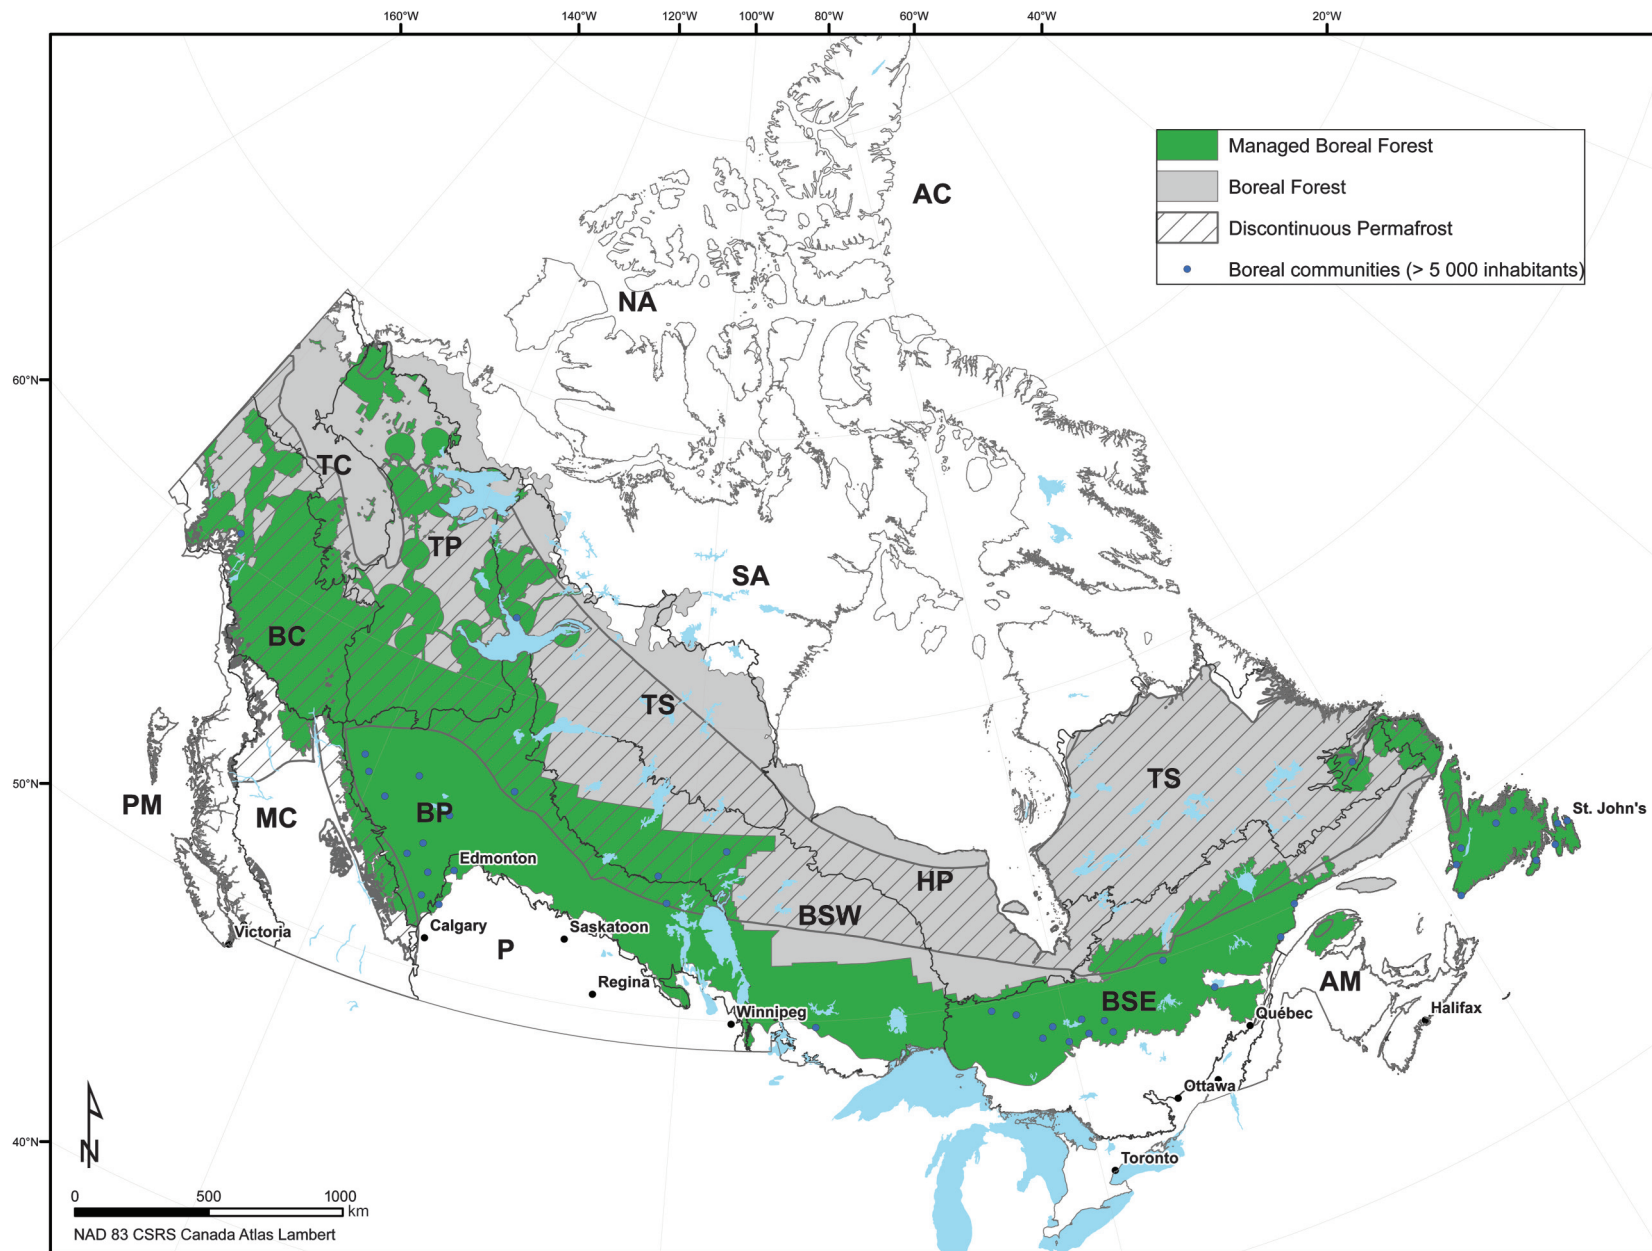 160°W 140°W 120°W 100°W 80°W 60°W 40°W 20°W
Managed Boreal Forest
AC
Boreal Forest
Discontinuous Permafrost
Boreal communities (> 5 000 inhabitants)
NA
60°N
TC
TP
SA
BC
TS
TS
50°N
PM
MC
BP
St. John's
Edmonton
HP
BSW
Calgary
Saskatoon
Victoria
P
Regina
AM
BSE
Winnipeg
Québec
Halifax
Ottawa
40°N
N
Toronto
0 500 1000
km
NAD 83 CSRS Canada Atlas Lambert